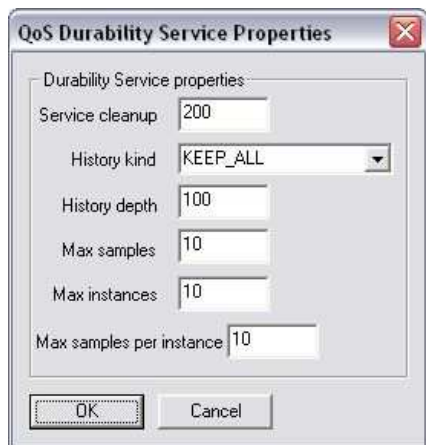 QoS Durability Service Properties
Durability Service properties
Service cleanup 200
History kind KEEP_ALL
History depth 100
Max samples 10
Max instances 10
Max samples per instance 10
OK Cancel